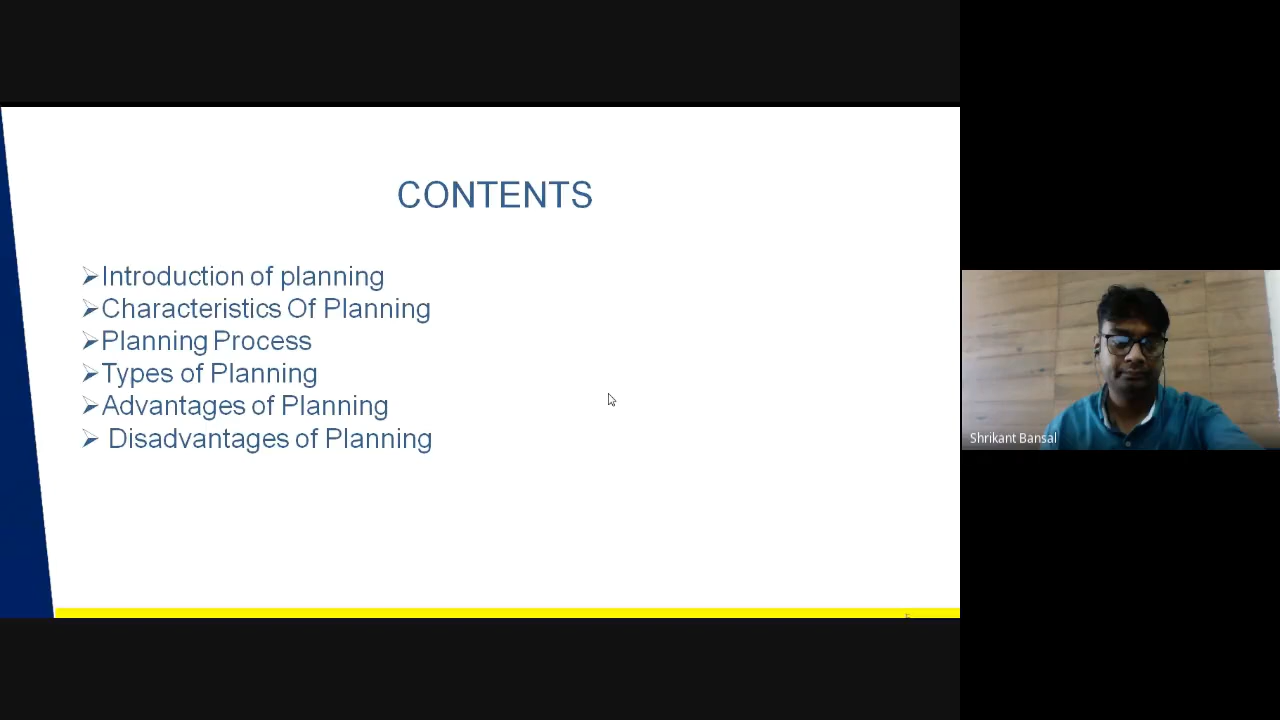 CONTENTS
➢Introduction of planning
➢Characteristics Of Planning
➢Planning Process
➢Types of Planning
➢Advantages of Planning
➢ Disadvantages of Planning
Shrikant Bansal